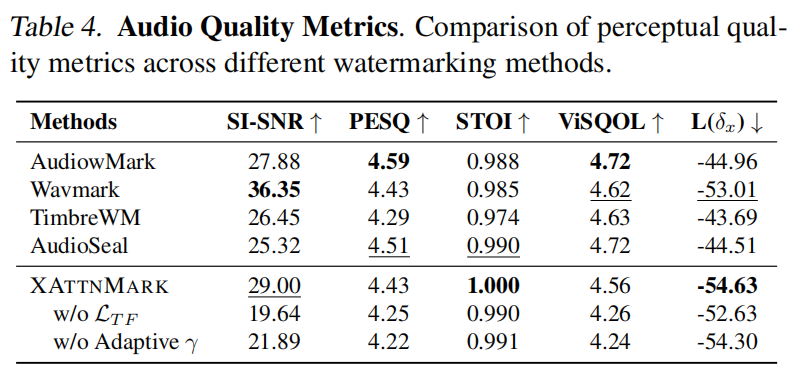 Table 4. Audio Quality Metrics. Comparison of perceptual qual-
ity metrics across different watermarking methods.
Methods SI-SNR ↑ PESQ ↑ STOI ↑ ViSQOL ↑ L(δx) ↓
AudiowMark 27.88 4.59 0.988 4.72 -44.96
Wavmark 36.35 4.43 0.985 4.62 -53.01
TimbreWM 26.45 4.29 0.974 4.63 -43.69
AudioSeal 25.32 4.51 0.990 4.72 -44.51
XATTNMARK 29.00 4.43 1.000 4.56 -54.63
w/o ℒTF 19.64 4.25 0.990 4.26 -52.63
w/o Adaptive γ 21.89 4.22 0.991 4.24 -54.30